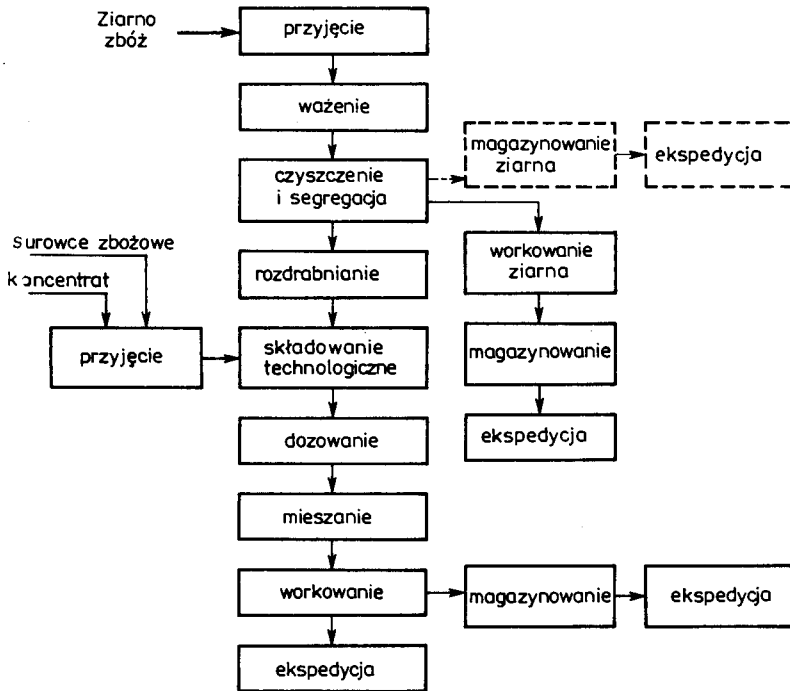 Ziarno
zbóż
przyjęcie
ważenie
czyszczenie
i segregacja
magazynowanie
ziarna
ekspedycja
surowce zbożowe
koncentrat
rozdrabnianie
workowanie
ziarna
przyjęcie
składowanie
technologiczne
magazynowanie
dozowanie
ekspedycja
mieszanie
workowanie
magazynowanie
ekspedycja
ekspedycja